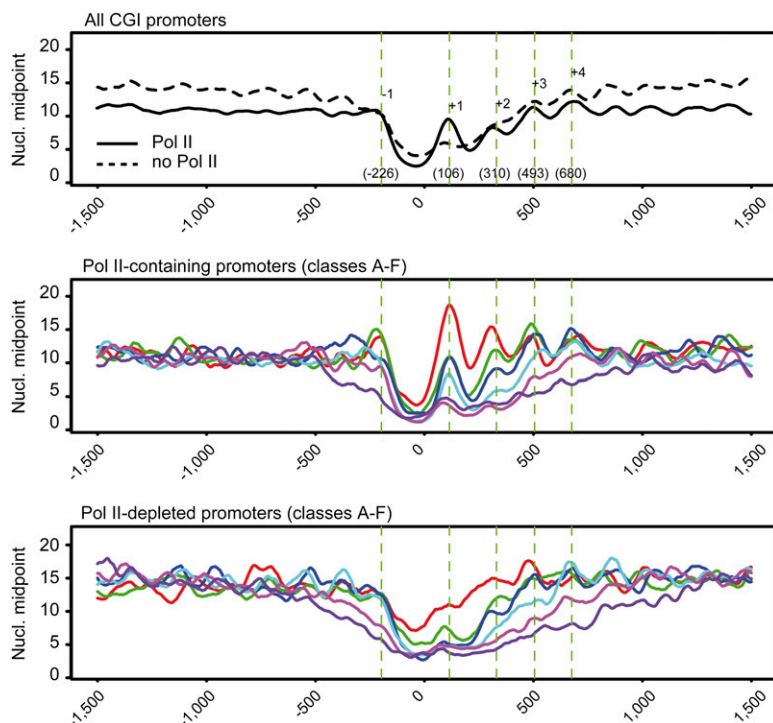 All CGI promoters
Nucl. midpoint
20
15
10
5
0
-1
+1
+2
+3
+4
Pol II
no Pol II
(-226) (106) (310) (493) (680)
-1,500 -1,000 -500 0 500 1,000 1,500
Pol II-containing promoters (classes A-F)
Nucl. midpoint
20
15
10
5
0
-1,500 -1,000 -500 0 500 1,000 1,500
Pol II-depleted promoters (classes A-F)
Nucl. midpoint
20
15
10
5
0
-1,500 -1,000 -500 0 500 1,000 1,500